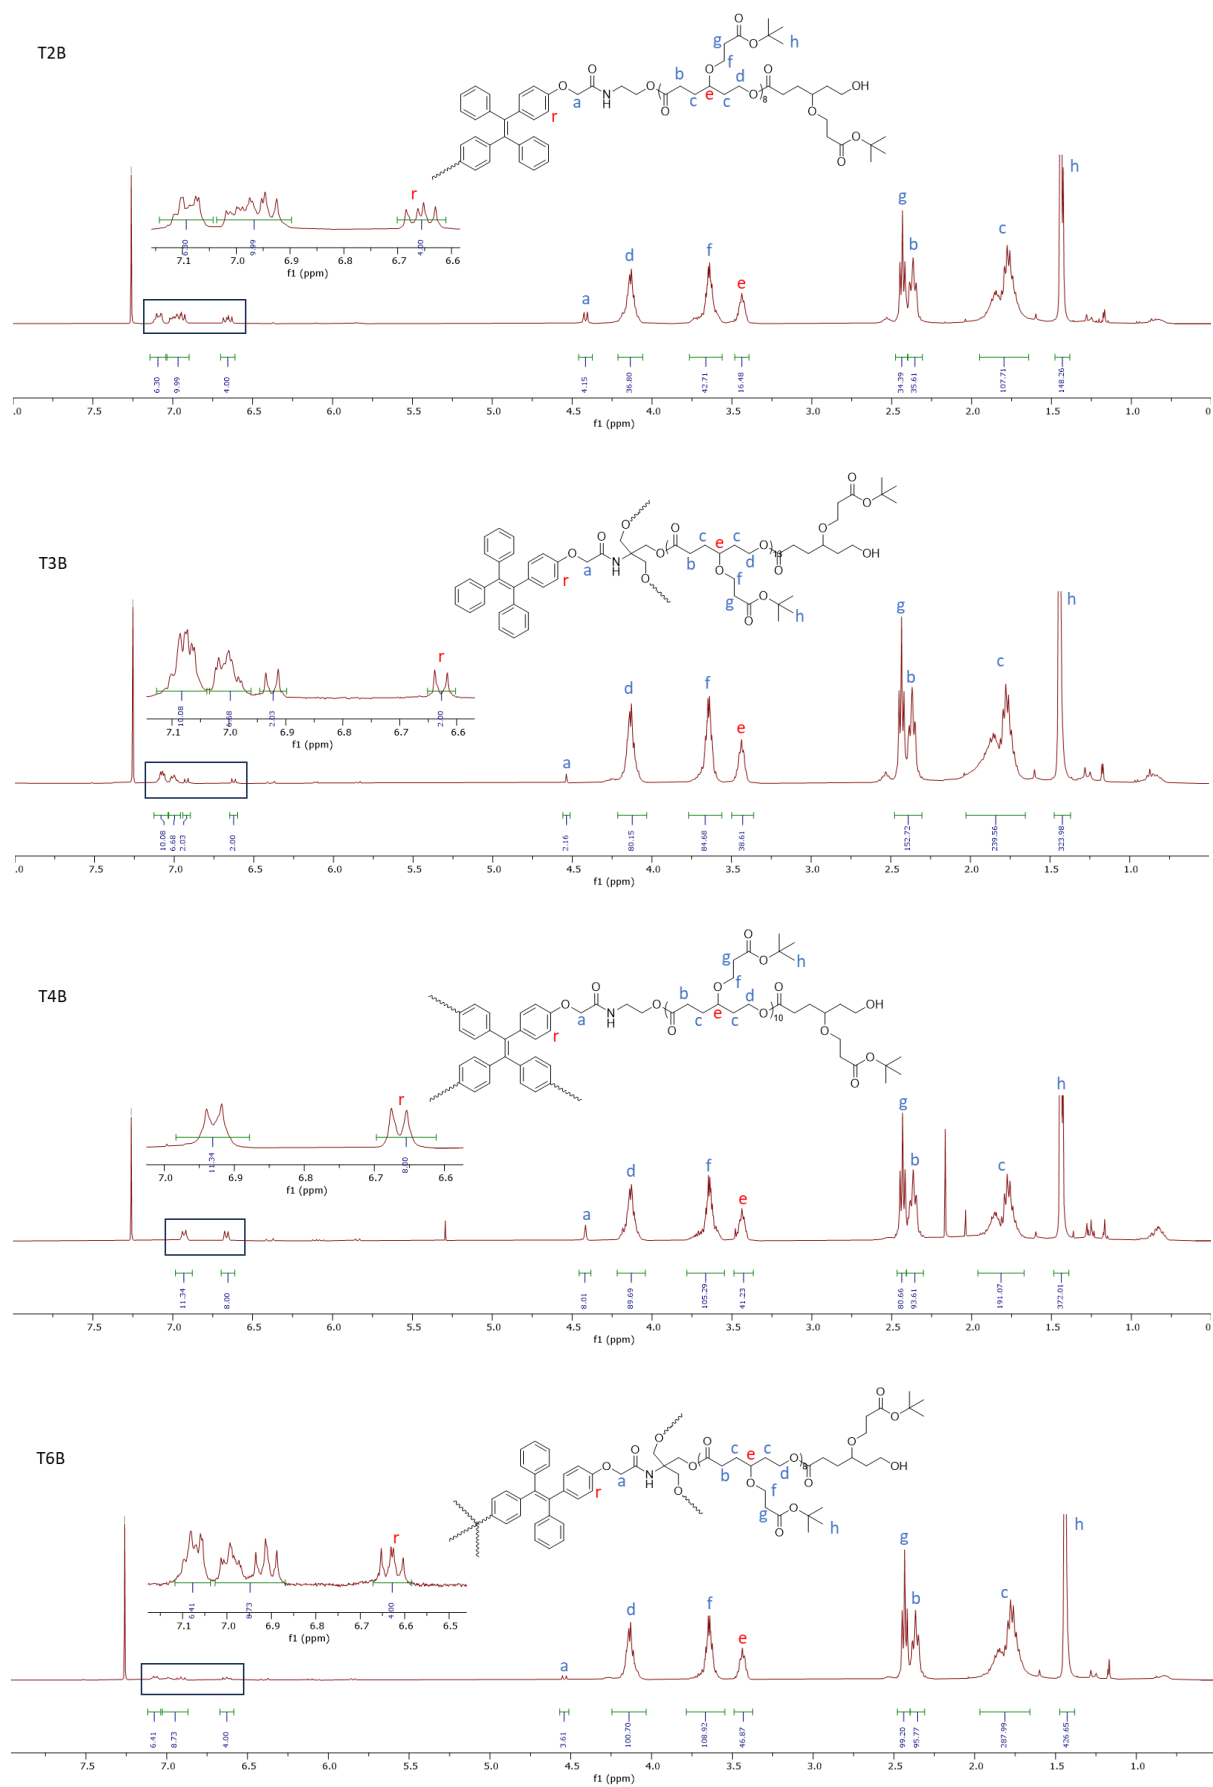 T2B
O
O
g
h
f
O
b
d
O
OH
O
N
H
O
O
O
8
a
c
e
c
O
r
O
O
O
r
7.1 7.0 6.9 6.8 6.7 6.6
f1 (ppm)
6.30 9.99 4.00
a d f e g b c h
6.30 9.99 4.00 4.15 36.80 42.71 16.48 34.39 35.61 107.71 148.26
.0 7.5 7.0 6.5 6.0 5.5 5.0 4.5 4.0 3.5 3.0 2.5 2.0 1.5 1.0 0.5
f1 (ppm)
T3B
O
O
O
O
O
c
c
O
OH
O
N
H
O
O
e
O
13
a
b
d
r
O
O
f
g
O
O
h
r
7.1 7.0 6.9 6.8 6.7 6.6
f1 (ppm)
10.08 6.68 2.03 2.00
a d f e g b c h
10.08 6.68 2.03 2.00 2.16 80.15 84.68 38.61 152.72 239.56 323.98
7.5 7.0 6.5 6.0 5.5 5.0 4.5 4.0 3.5 3.0 2.5 2.0 1.5 1.0
f1 (ppm)
T4B
O
O
g
h
f
O
b
d
O
OH
O
N
H
O
O
O
10
a
c
e
c
O
r
O
O
O
r
7.0 6.9 6.8 6.7 6.6
f1 (ppm)
11.34 8.00
a d f e g b c h
11.34 8.00 8.01 89.69 105.29 41.23 80.66 93.61 191.07 372.01
7.5 7.0 6.5 6.0 5.5 5.0 4.5 4.0 3.5 3.0 2.5 2.0 1.5 1.0 0.5
f1 (ppm)
T6B
O
O
O
O
O
c
c
O
OH
O
N
H
O
O
e
O
8
a
b
d
r
O
O
f
g
O
O
h
r
7.1 7.0 6.9 6.8 6.7 6.6 6.5
f1 (ppm)
6.41 8.73 4.00
a d f e g b c h
6.41 8.73 4.00 3.61 100.70 108.92 46.87 99.20 95.77 287.99 426.65
7.5 7.0 6.5 6.0 5.5 5.0 4.5 4.0 3.5 3.0 2.5 2.0 1.5 1.0 0.5
f1 (ppm)